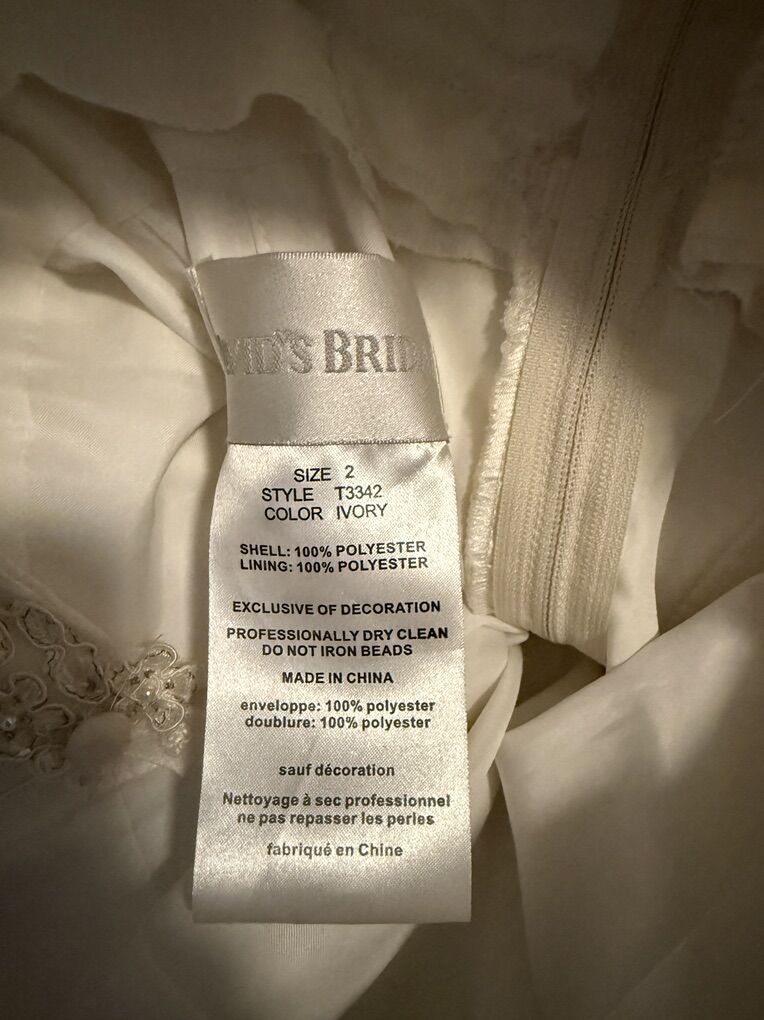 VID'S BRID
SIZE 2
STYLE T3342
COLOR IVORY
SHELL: 100% POLYESTER
LINING: 100% POLYESTER
EXCLUSIVE OF DECORATION
PROFESSIONALLY DRY CLEAN
DO NOT IRON BEADS
MADE IN CHINA
enveloppe: 100% polyester
doublure: 100% polyester
sauf décoration
Nettoyage à sec professionnel
ne pas repasser les perles
fabriqué en Chine